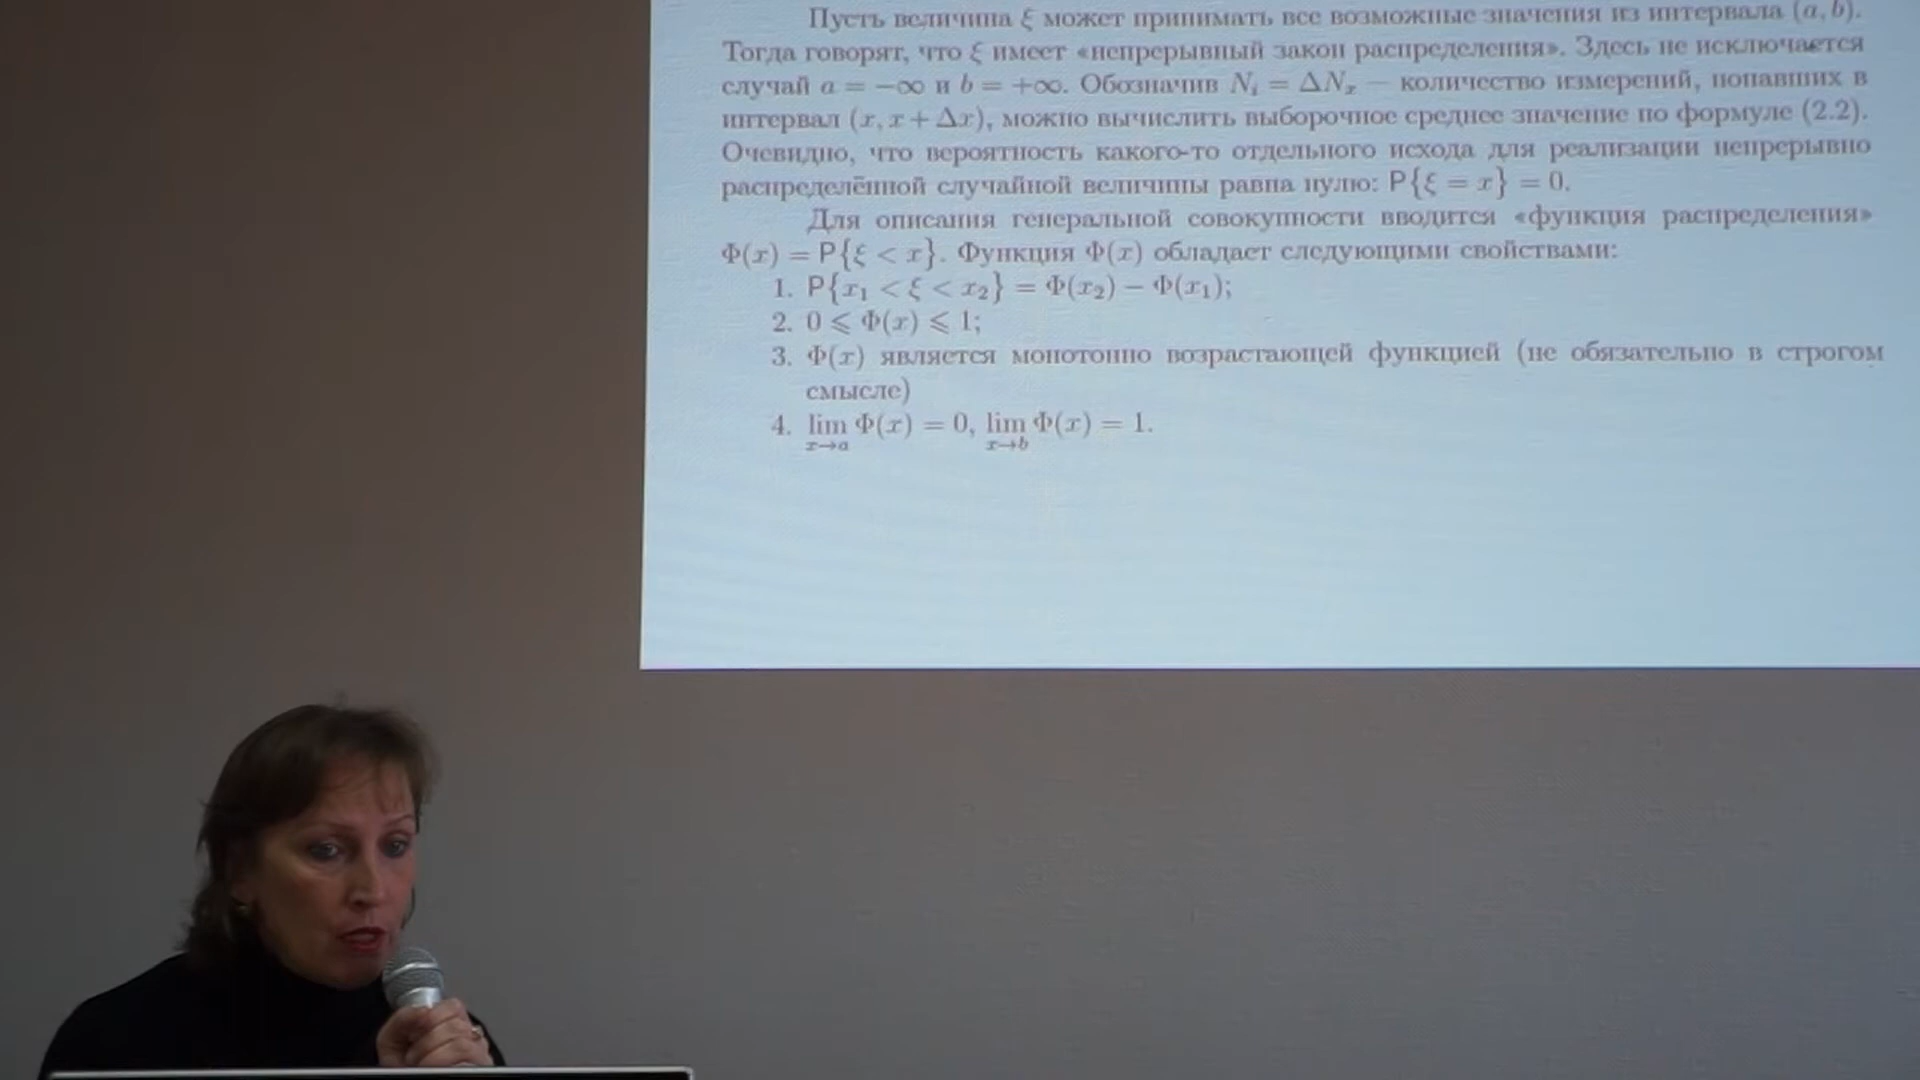 Пусть величина ξ может принимать все возможные значения из интервала (a, b).
Тогда говорят, что ξ имеет «непрерывный закон распределения». Здесь не исключается
случай a = −∞ и b = +∞. Обозначив Nᵢ = ΔNₓ — количество измерений, попавших в
интервал (x, x + Δx), можно вычислить выборочное среднее значение по формуле (2.2).
Очевидно, что вероятность какого-то отдельного исхода для реализации непрерывно
распределённой случайной величины равна нулю: P{ξ = x} = 0.
Для описания генеральной совокупности вводится «функция распределения»
Φ(x) = P{ξ < x}. Функция Φ(x) обладает следующими свойствами:
1. P{x₁ < ξ < x₂} = Φ(x₂) − Φ(x₁);
2. 0 ⩽ Φ(x) ⩽ 1;
3. Φ(x) является монотонно возрастающей функцией (не обязательно в строгом
смысле)
4. lim Φ(x) = 0, lim Φ(x) = 1.
x→a x→b